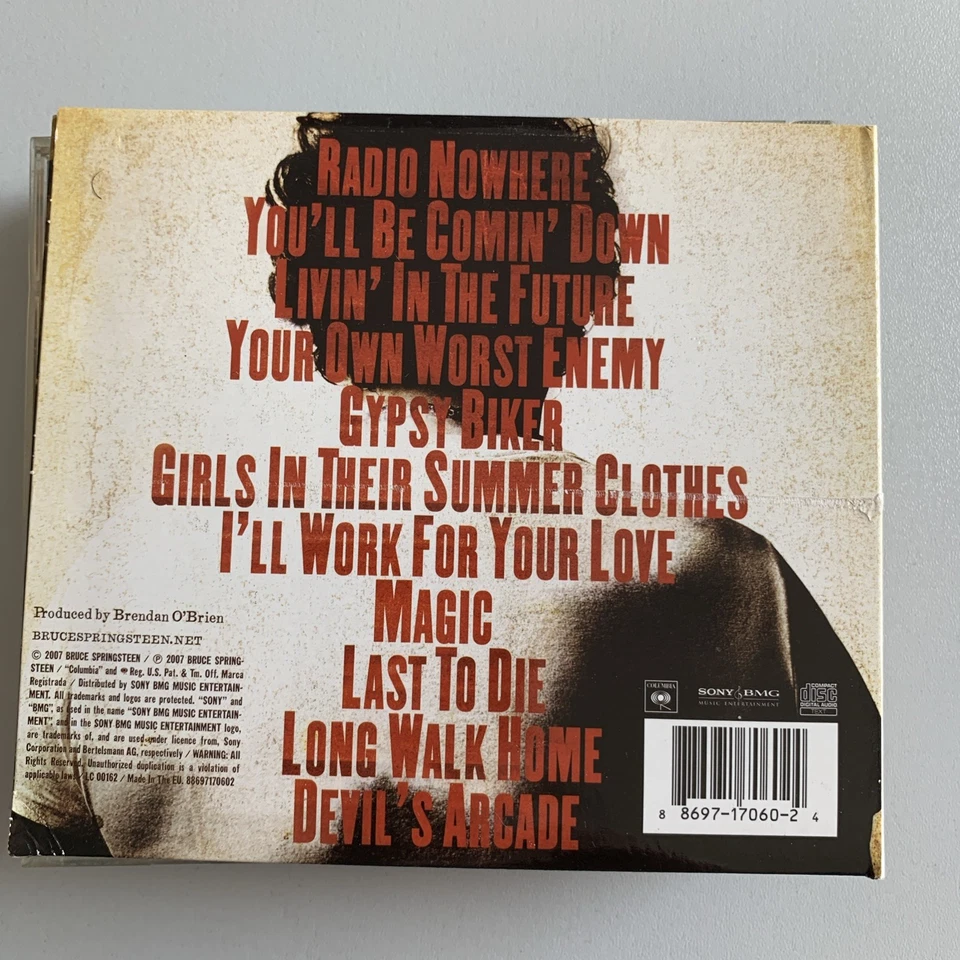 RADIO NOWHERE
YOU'LL BE COMIN' DOWN
LIVIN' IN THE FUTURE
YOUR OWN WORST ENEMY
GYPSY BIKER
GIRLS IN THEIR SUMMER CLOTHES
I'LL WORK FOR YOUR LOVE
MAGIC
LAST TO DIE
LONG WALK HOME
DEVIL'S ARCADE
Produced by Brendan O'Brien
BRUCESPRINGSTEEN.NET
© 2007 BRUCE SPRINGSTEEN / ℗ 2007 BRUCE SPRING-
STEEN / "Columbia" and Reg. U.S. Pat. & Tm. Off. Marca
Registrada / Distributed by SONY BMG MUSIC ENTERTAIN-
MENT. All trademarks and logos are protected. "SONY" and
"BMG", as used in the name "SONY BMG MUSIC ENTERTAIN-
MENT", and in the SONY BMG MUSIC ENTERTAINMENT logo,
are trademarks of, and are used under licence from, Sony
Corporation and Bertelsmann AG, respectively / WARNING: All
Rights Reserved. Unauthorized duplication is a violation of
applicable laws. / LC 00162 / Made In The EU. 88697170602
COLUMBIA
SONY BMG
MUSIC ENTERTAINMENT
COMPACT
disc
DIGITAL AUDIO
TEXT
8 8697-17060-2 4